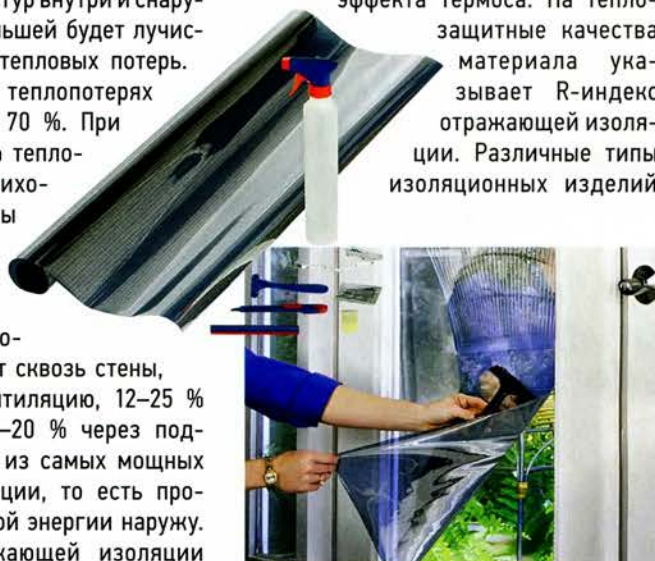 тур внутри и снару-
ьшей будет лучис-
тепловых потерь.
теплопотерях
70 %. При
тепло-
ихо-
ы
о-
т сквозь стены,
тиляцию, 12–25 %
–20 % через под-
из самых мощных
ции, то есть про-
ой энергии наружу.
жающей изоляции
эффекта термоса. На тепло-
защитные качества
материала ука-
зывает R-индекс
отражающей изоля-
ции. Различные типы
изоляционных изделий